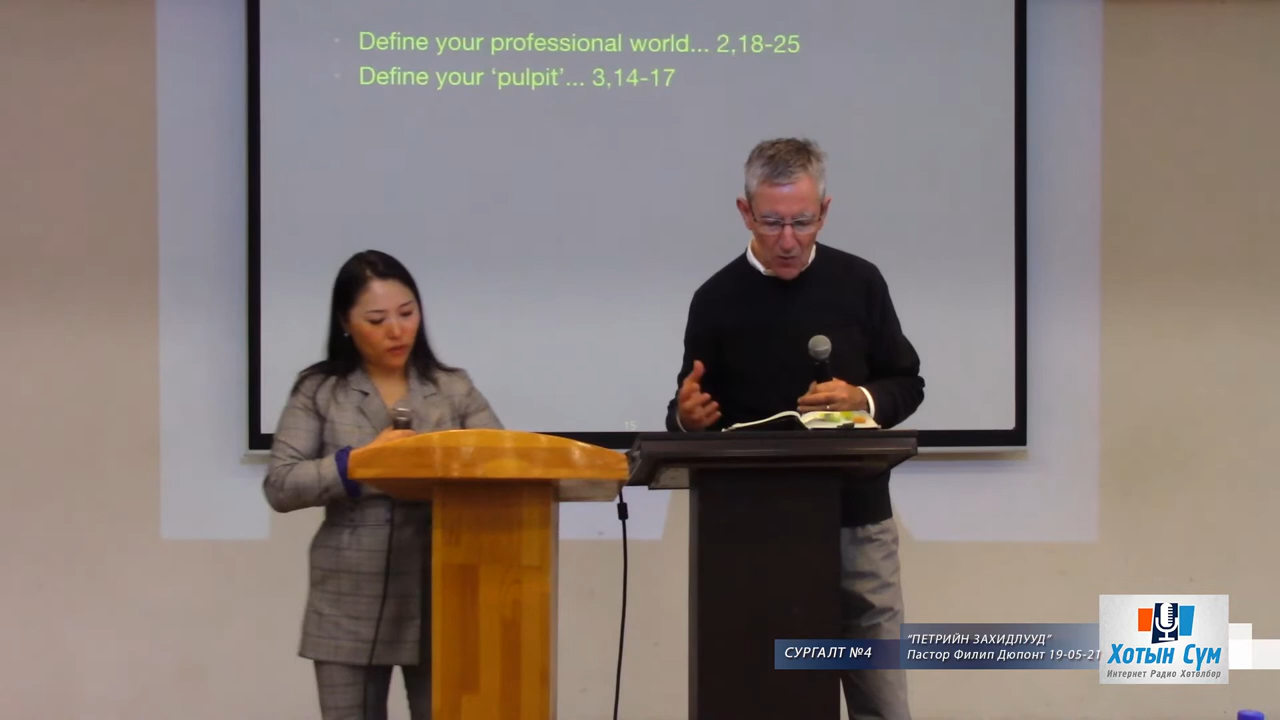 Define your professional world... 2,18-25
Define your ‘pulpit’... 3,14-17
15
СУРГАЛТ №4
"ПЕТРИЙН ЗАХИДЛУУД"
Пастор Филип Дюпонт 19-05-21
Хотын Сүм
Интернет Радио Хөтөлбөр